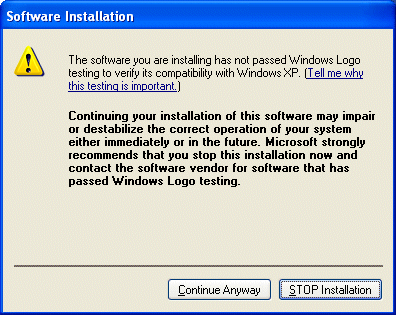 Software Installation
The software you are installing has not passed Windows Logo
testing to verify its compatibility with Windows XP. (Tell me why
this testing is important.)
Continuing your installation of this software may impair
or destabilize the correct operation of your system
either immediately or in the future. Microsoft strongly
recommends that you stop this installation now and
contact the software vendor for software that has
passed Windows Logo testing.
Continue Anyway
STOP Installation